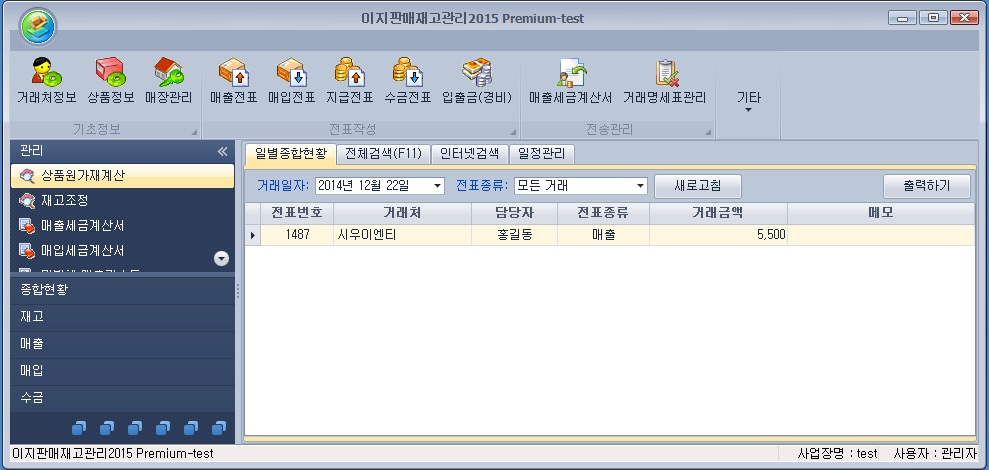 이지판매재고관리2015 Premium-test
거래처정보 상품정보 매장관리 매출전표 매입전표 지급전표 수금전표 입출금(경비) 매출세금계산서 거래명세표관리 기타
기초정보 전표작성 전송관리
관리
상품원가재계산
재고조정
매출세금계산서
매입세금계산서
종합현황
재고
매출
매입
수금
일별종합현황 전체검색(F11) 인터넷검색 일정관리
거래일자: 2014년 12월 22일 전표종류: 모든 거래 새로고침 출력하기
전표번호 거래처 담당자 전표종류 거래금액 메모
1487 시우이엔티 홍길동 매출 5,500
이지판매재고관리2015 Premium-test 사업장명 : test 사용자 : 관리자